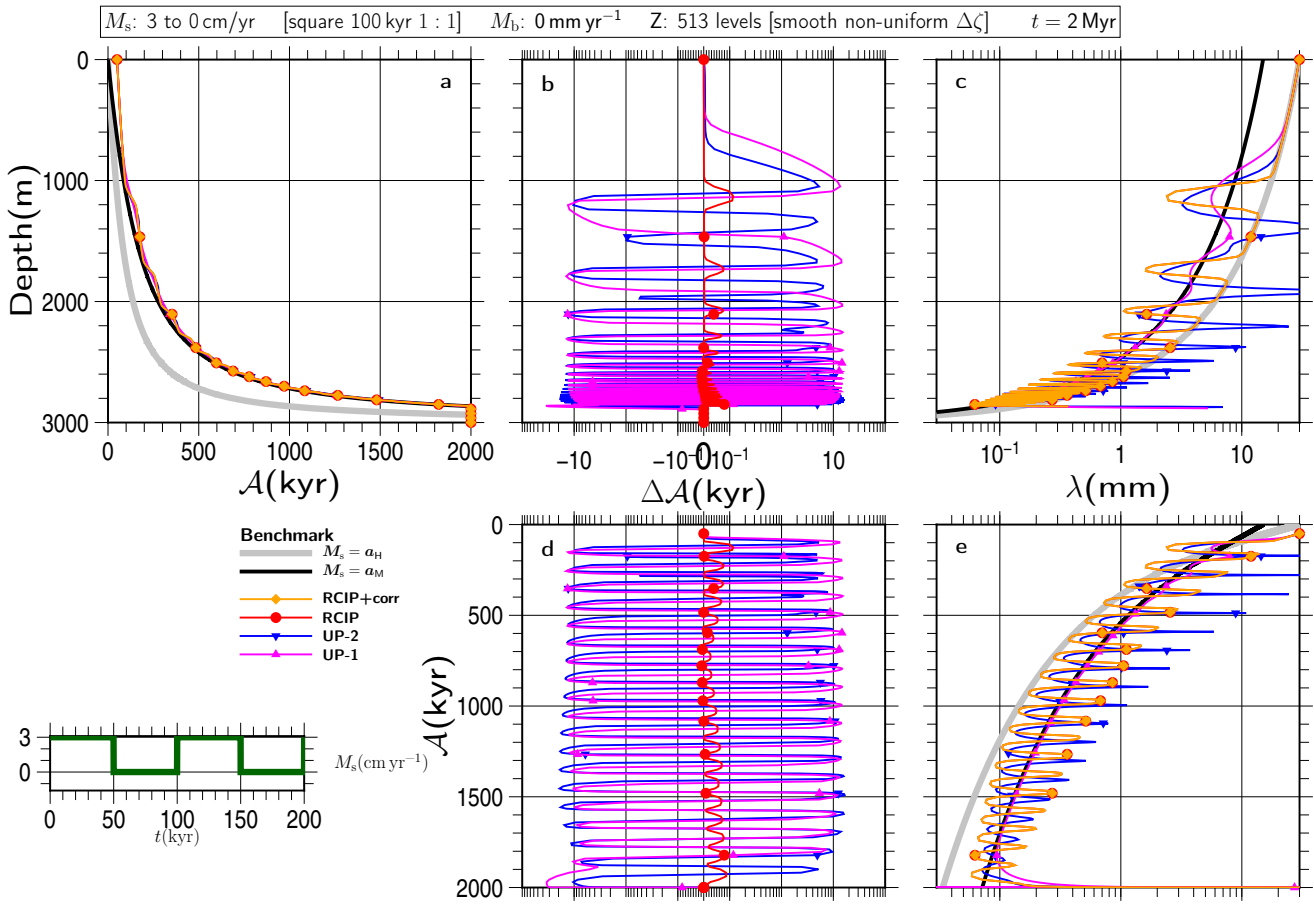 Mₛ: 3 to 0 cm/yr [square 100 kyr 1 : 1] M_b: 0 mm yr⁻¹ Z: 513 levels [smooth non-uniform Δζ] t = 2 Myr
a b c
0
1000
2000
3000
Depth(m)
0 500 1000 1500 2000
𝒜(kyr)
−10 −10⁻¹ 0 10⁻¹ 10
Δ𝒜(kyr)
10⁻¹ 1 10
λ(mm)
Benchmark
Mₛ = a_H
Mₛ = a_M
RCIP+corr
RCIP
UP-2
UP-1
d e
0
500
1000
1500
2000
𝒜(kyr)
3
0
Mₛ(cm yr⁻¹)
0 50 100 150 200
t(kyr)